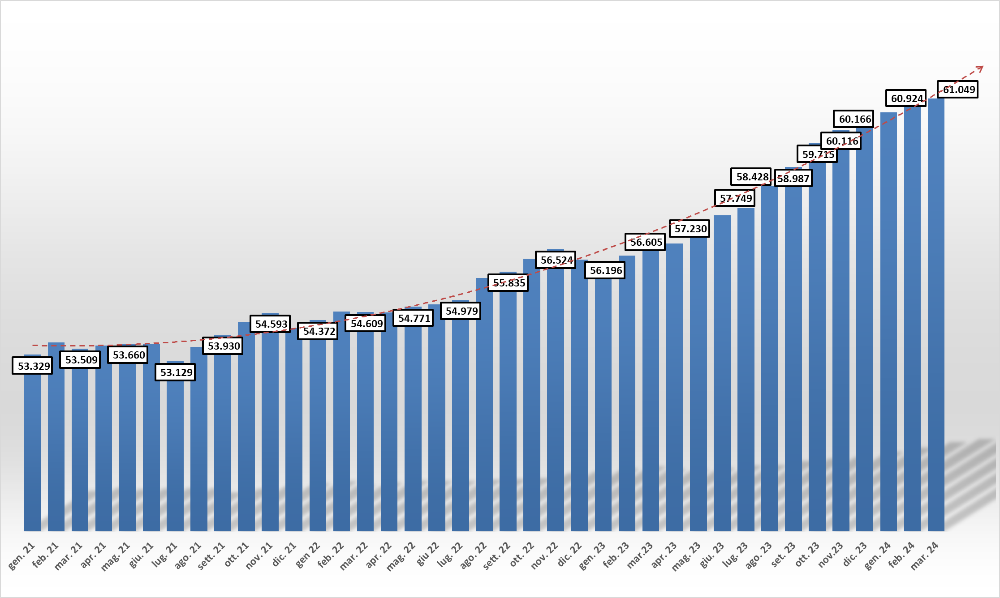 61.049
60.924
60.166
60.116
59.715
58.428
58.987
57.749
57.230
56.605
56.524
56.196
55.835
54.979
54.771
54.609
54.593
54.372
53.930
53.660
53.509
53.329
53.129
gen. 21
feb. 21
mar. 21
apr. 21
mag. 21
giu. 21
lug. 21
ago. 21
sett. 21
ott. 21
nov. 21
dic. 21
gen 22
feb. 22
mar. 22
apr. 22
mag. 22
giu 22
lug. 22
ago. 22
sett. 22
ott. 22
nov. 22
dic. 22
gen. 23
feb. 23
mar.23
apr. 23
mag. 23
giu. 23
lug. 23
ago. 23
set. 23
ott. 23
nov.23
dic. 23
gen. 24
feb. 24
mar. 24